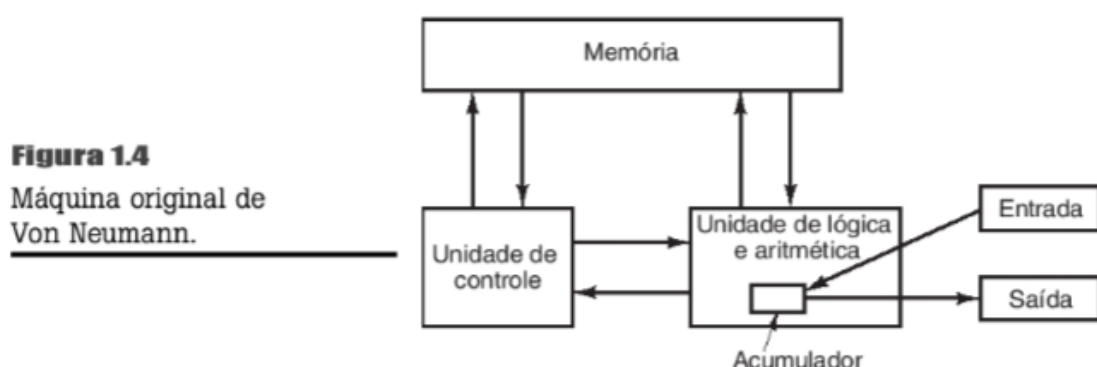 Memória
Figura 1.4
Máquina original de
Von Neumann.
Unidade de
controle
Unidade de lógica
e aritmética
Entrada
Saída
Acumulador